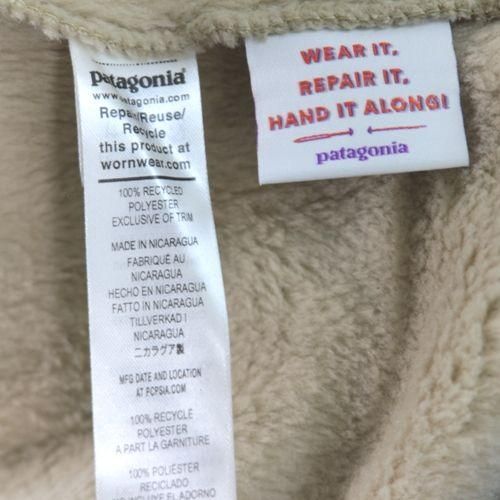 patagonia®
www.patagonia.com
Repair/Reuse/
Recycle
this product at
wornwear.com
100% RECYCLED
POLYESTER
EXCLUSIVE OF TRIM
MADE IN NICARAGUA
FABRIQUÉ AU
NICARAGUA
HECHO EN NICARAGUA
FATTO IN NICARAGUA
TILLVERKAD I
NICARAGUA
ニカラグア製
MFG DATE AND LOCATION
AT PCPSIA.COM
100% RECYCLÉ
POLYESTER
A PART LA GARNITURE
100% POLIÉSTER
RECICLADO
EXCLUSIVE EL ADORNO
WEAR IT,
REPAIR IT,
HAND IT ALONG!
patagonia